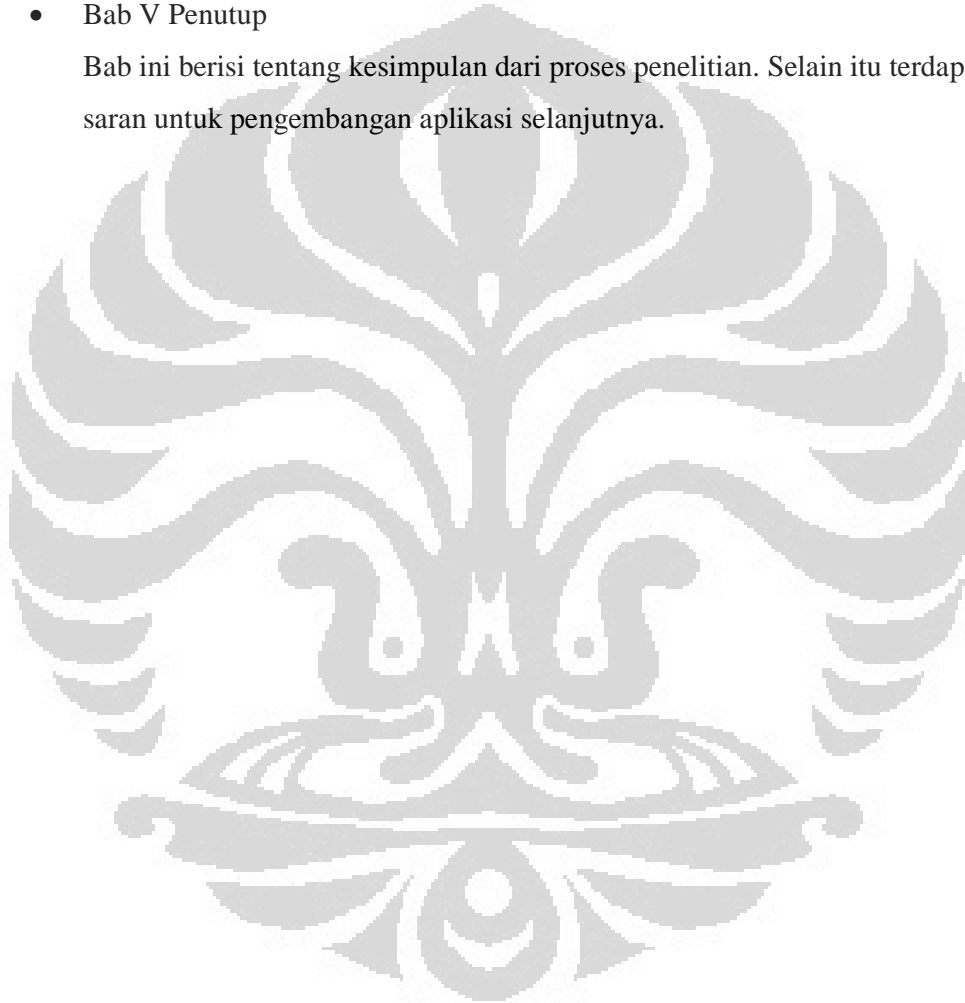 • Bab V Penutup
Bab ini berisi tentang kesimpulan dari proses penelitian. Selain itu terdap
saran untuk pengembangan aplikasi selanjutnya.